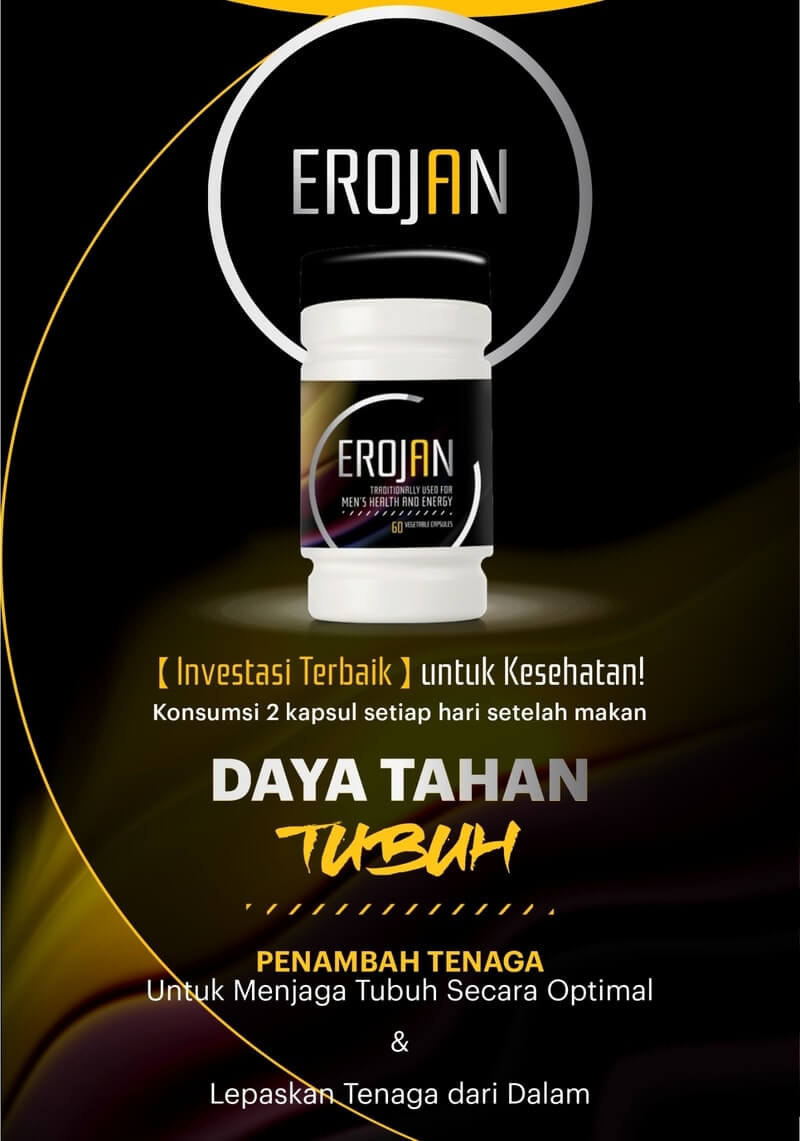 EROJAN
EROJAN
TRADITIONALLY USED FOR
MEN'S HEALTH AND ENERGY
60 VEGETABLE CAPSULES
【Investasi Terbaik】untuk Kesehatan!
Konsumsi 2 kapsul setiap hari setelah makan
DAYA TAHAN
TUBUH
PENAMBAH TENAGA
Untuk Menjaga Tubuh Secara Optimal
&
Lepaskan Tenaga dari Dalam